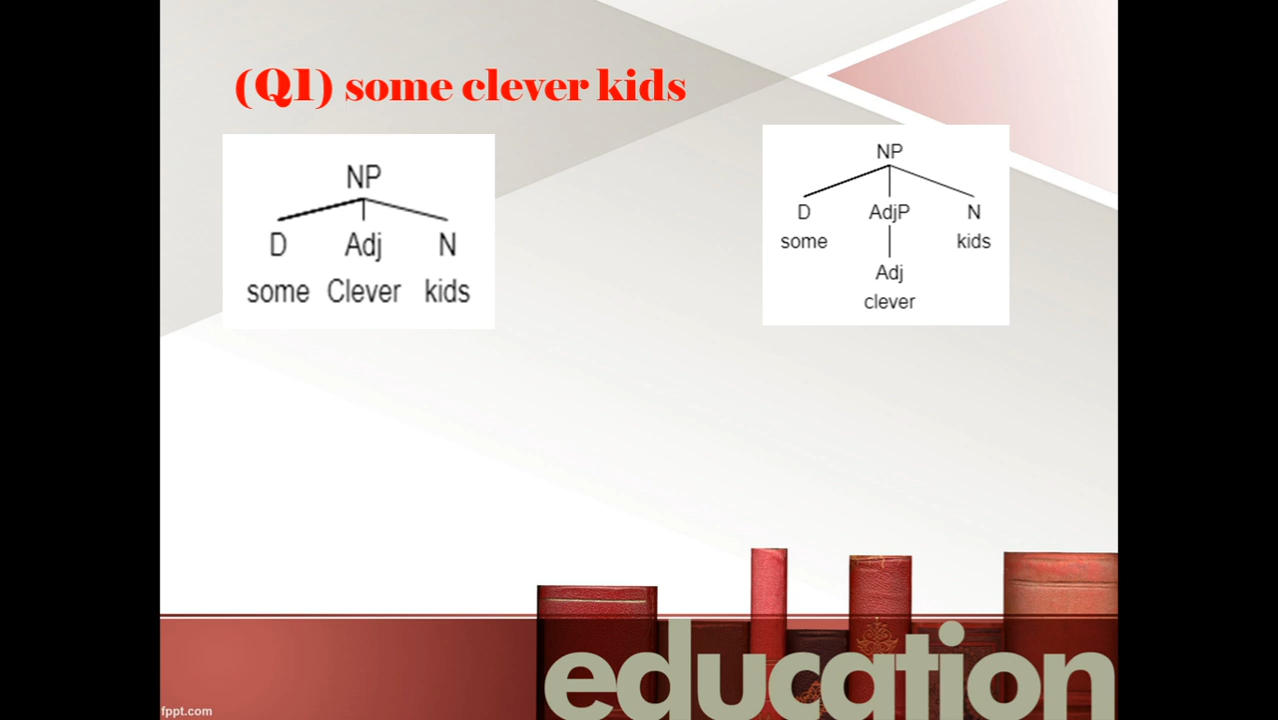 (Q1) some clever kids
NP
D Adj N
some Clever kids
NP
D AdjP N
some kids
Adj
clever
education
fppt.com